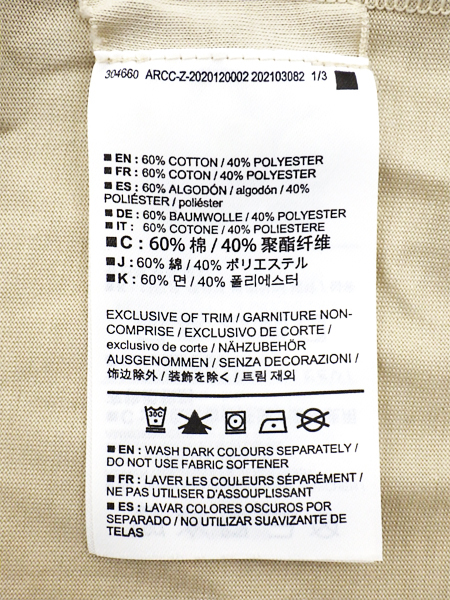 304660 ARCC-Z-2020120002 202103082 1/3
EN : 60% COTTON / 40% POLYESTER
FR : 60% COTON / 40% POLYESTER
ES : 60% ALGODÓN / algodón / 40%
POLIÉSTER / poliéster
DE : 60% BAUMWOLLE / 40% POLYESTER
IT : 60% COTONE / 40% POLIESTERE
C : 60% 棉 / 40% 聚酯纤维
J : 60% 綿 / 40% ポリエステル
K : 60% 면 / 40% 폴리에스터
EXCLUSIVE OF TRIM / GARNITURE NON-
COMPRISE / EXCLUSIVO DE CORTE /
exclusivo de corte / NÄHZUBEHÖR
AUSGENOMMEN / SENZA DECORAZIONI /
饰边除外 / 装飾を除く / 트림 제외
30C
EN : WASH DARK COLOURS SEPARATELY /
DO NOT USE FABRIC SOFTENER
FR : LAVER LES COULEURS SÉPARÉMENT /
NE PAS UTILISER D'ASSOUPLISSANT
ES : LAVAR COLORES OSCUROS POR
SEPARADO / NO UTILIZAR SUAVIZANTE DE
TELAS